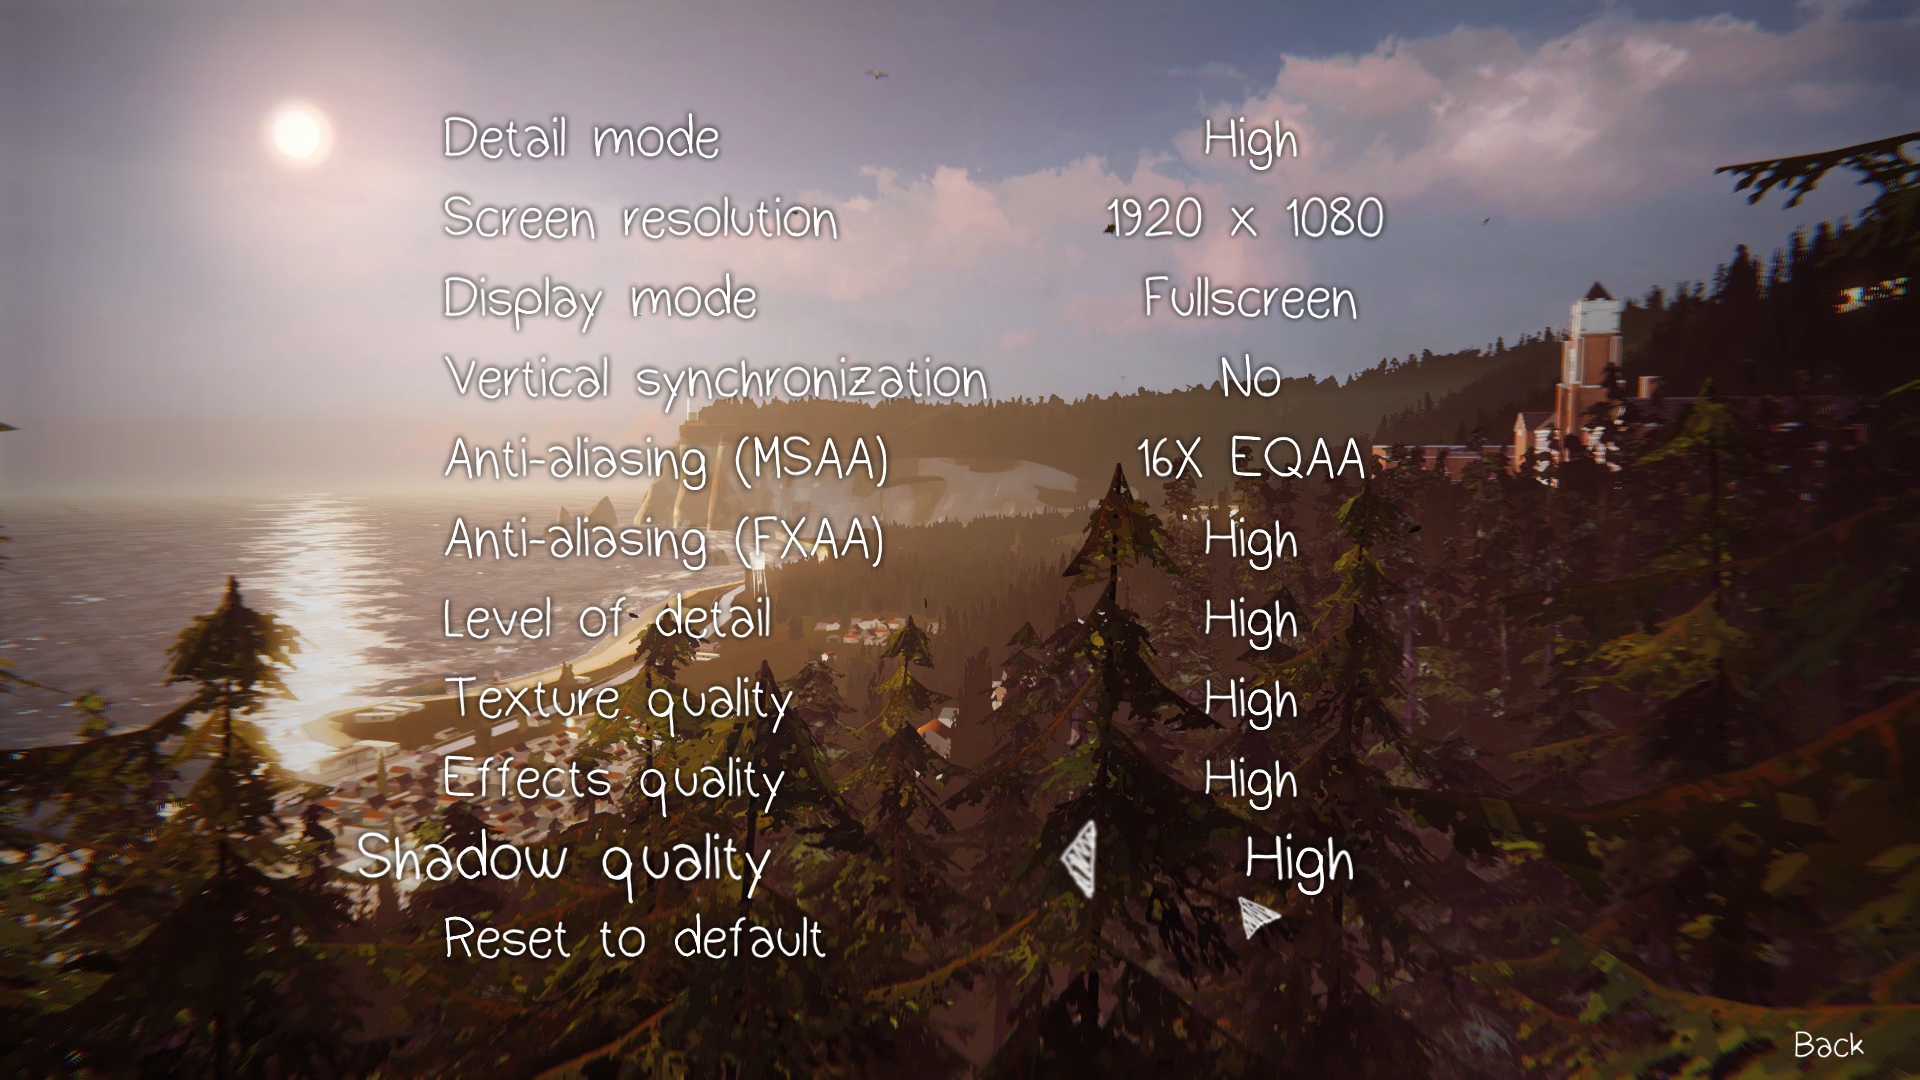 Detail mode High
Screen resolution 1920 x 1080
Display mode Fullscreen
Vertical synchronization No
Anti-aliasing (MSAA) 16X EQAA
Anti-aliasing (FXAA) High
Level of detail High
Texture quality High
Effects quality High
Shadow quality High
Reset to default
Back